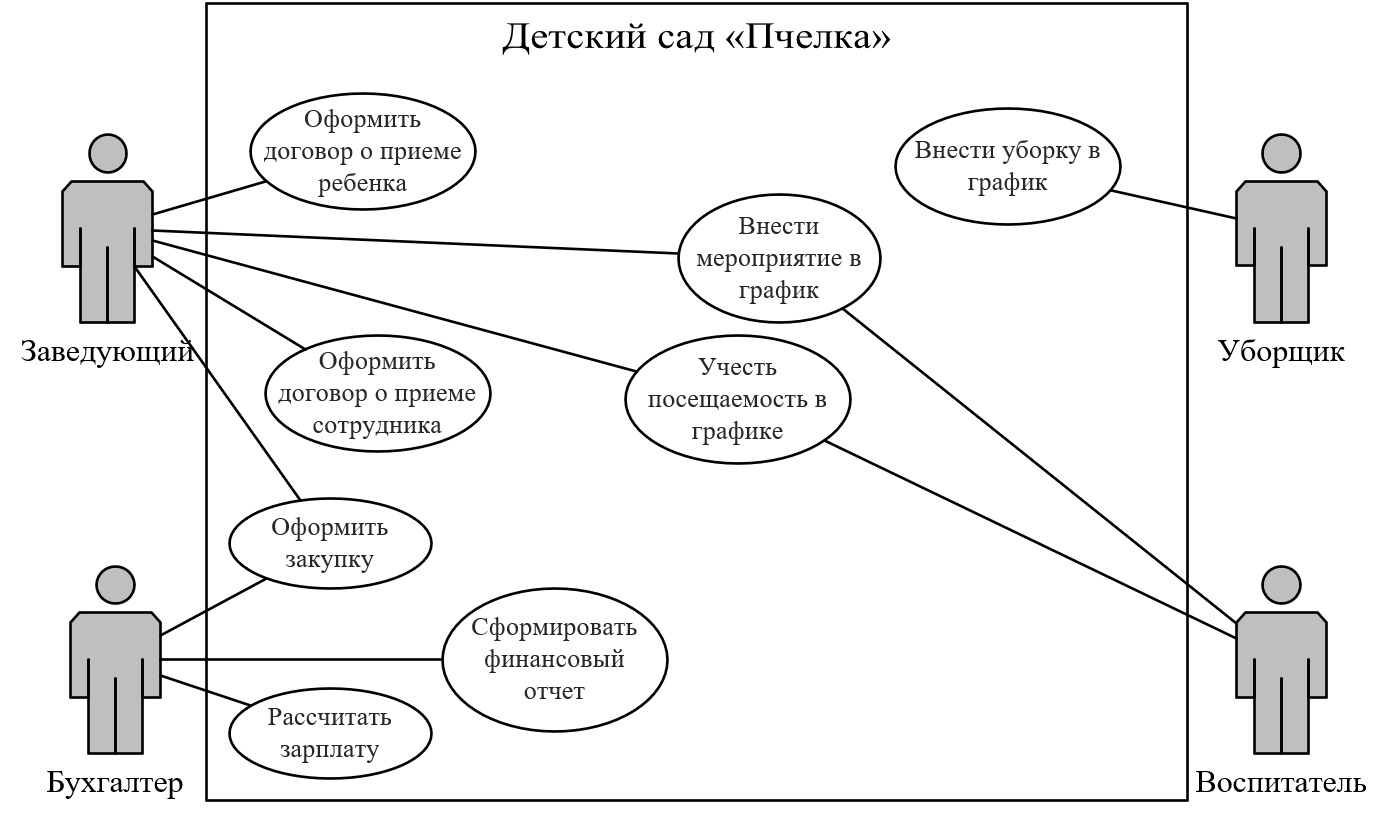 Детский сад «Пчелка»
Оформить
договор о приеме
ребенка
Внести уборку в
график
Внести
мероприятие в
график
Заведующий
Уборщик
Оформить
договор о приеме
сотрудника
Учесть
посещаемость в
графике
Оформить
закупку
Сформировать
финансовый
отчет
Рассчитать
зарплату
Бухгалтер
Воспитатель